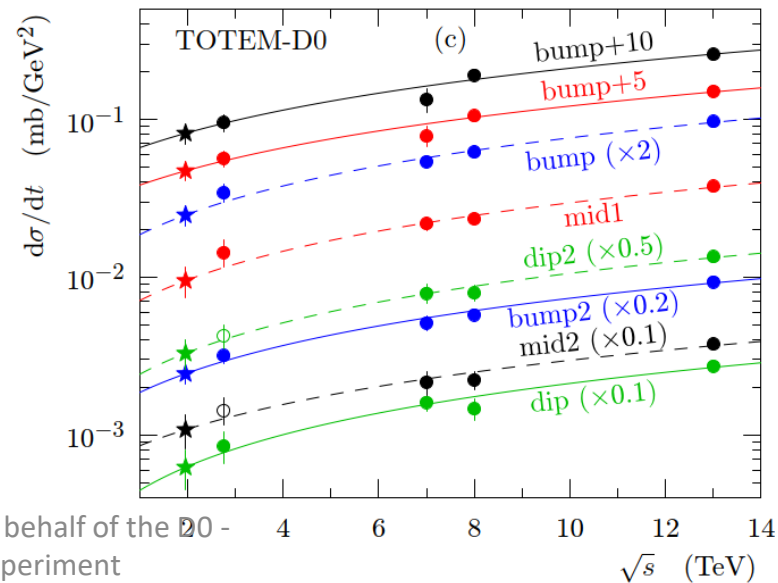 TOTEM-D0 (c)
dσ/dt (mb/GeV²)
bump+10
bump+5
bump (×2)
mid1
dip2 (×0.5)
bump2 (×0.2)
mid2 (×0.1)
dip (×0.1)
10⁻¹
10⁻²
10⁻³
2 4 6 8 10 12 14
√s (TeV)
behalf of the D0 -
periment